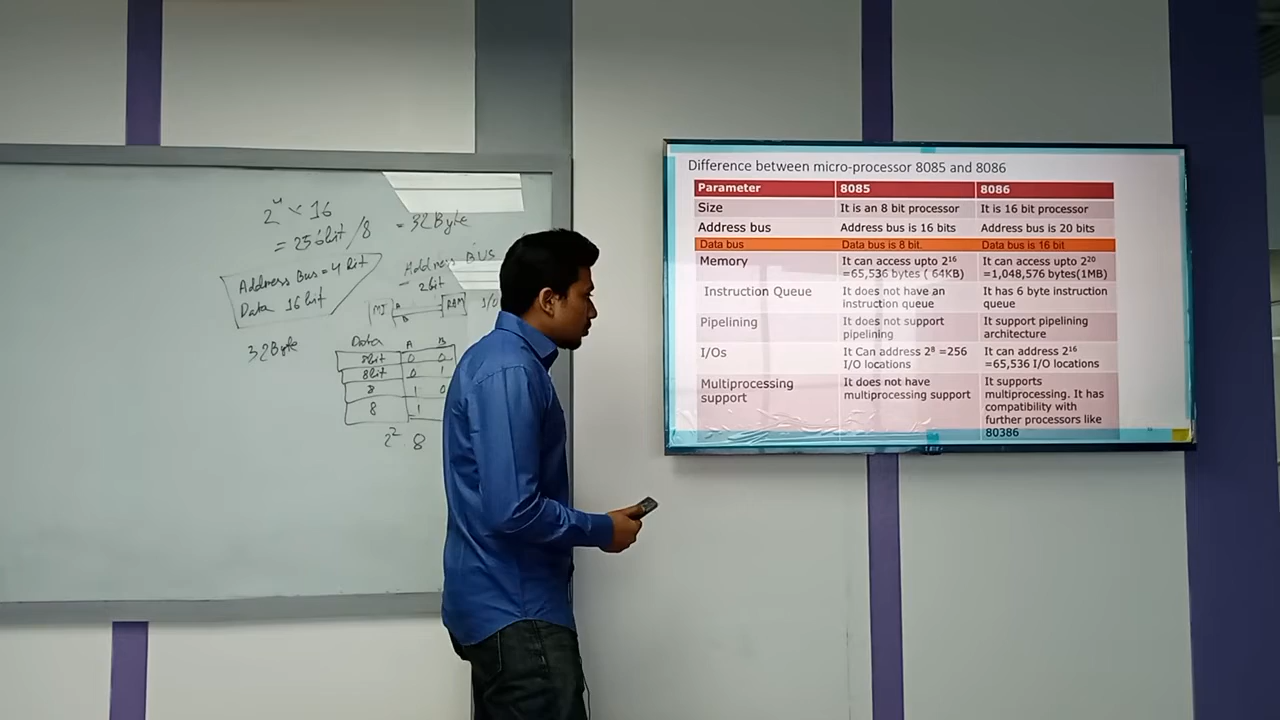 2⁴ × 16
= 256bit/8 = 32Byte
Address Bus = 4 bit
Data 16 bit
32Byte
Address BUS
= 2bit
MI A B RAM I/O
Data A B
8bit 0 0
8bit 0 1
8 1 0
8 1
2² 8
Difference between micro-processor 8085 and 8086
Parameter 8085 8086
Size It is an 8 bit processor It is 16 bit processor
Address bus Address bus is 16 bits Address bus is 20 bits
Data bus Data bus is 8 bit. Data bus is 16 bit
Memory It can access upto 2¹⁶ It can access upto 2²⁰
=65,536 bytes ( 64KB) =1,048,576 bytes(1MB)
Instruction Queue It does not have an It has 6 byte instruction
instruction queue queue
Pipelining It does not support It support pipelining
pipelining architecture
I/Os It Can address 2⁸ =256 It can address 2¹⁶
I/O locations =65,536 I/O locations
Multiprocessing It does not have It supports
support multiprocessing support multiprocessing. It has
compatibility with
further processors like
80386